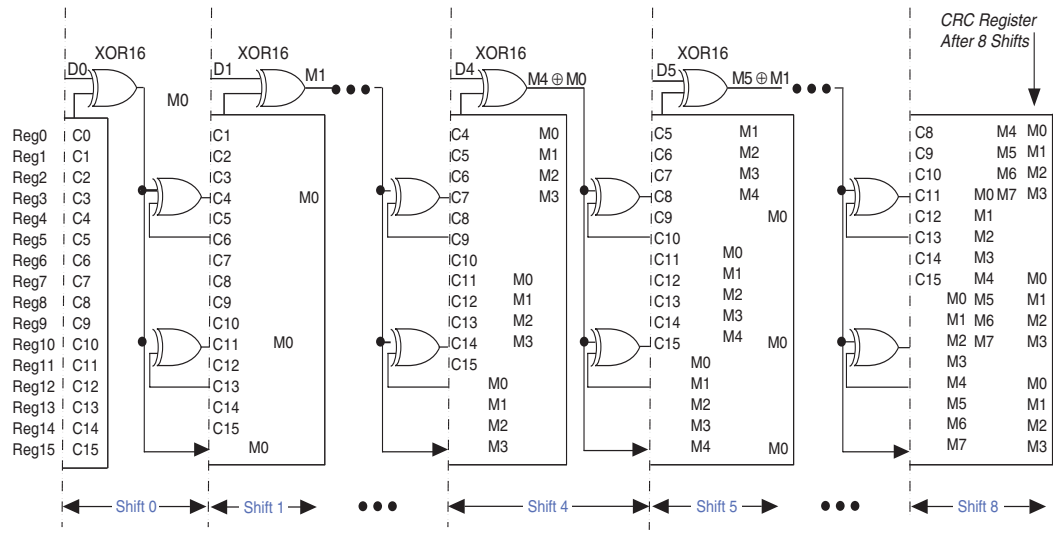 CRC Register
After 8 Shifts
XOR16 XOR16 XOR16 XOR16
D0 D1 M1 D4 M4 ⊕ M0 D5 M5 ⊕ M1
M0
Reg0 C0 C1 C4 M0 C5 M1 C8 M4 M0
Reg1 C1 C2 C5 M1 C6 M2 C9 M5 M1
Reg2 C2 C3 C6 M2 C7 M3 C10 M6 M2
Reg3 C3 C4 M0 C7 M3 C8 M4 C11 M0 M7 M3
Reg4 C4 C5 C8 C9 M0 C12 M1
Reg5 C5 C6 C9 C10 C13 M2
Reg6 C6 C7 C10 C11 M0 C14 M3
Reg7 C7 C8 C11 M0 C12 M1 C15 M4 M0
Reg8 C8 C9 C12 M1 C13 M2 M0 M5 M1
Reg9 C9 C10 C13 M2 C14 M3 M1 M6 M2
Reg10 C10 C11 M0 C14 M3 C15 M4 M0 M2 M7 M3
Reg11 C11 C12 C15 M0 M3
Reg12 C12 C13 M0 M1 M4 M0
Reg13 C13 C14 M1 M2 M5 M1
Reg14 C14 C15 M2 M3 M6 M2
Reg15 C15 M0 M3 M4 M0 M7 M3
Shift 0 Shift 1 Shift 4 Shift 5 Shift 8